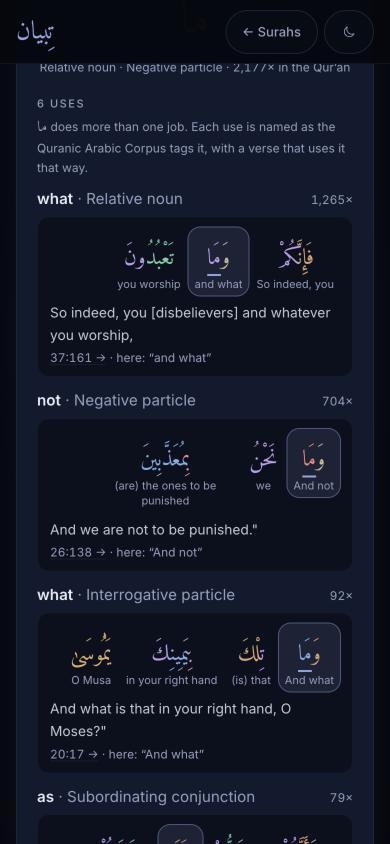 تِبيان
← Surahs
Relative noun · Negative particle · 2,177× in the Qur'an
6 USES
ما does more than one job. Each use is named as the
Quranic Arabic Corpus tags it, with a verse that uses it
that way.
what · Relative noun 1,265×
فَإِنَّكُمْ وَمَا تَعْبُدُونَ
So indeed, you and what you worship
So indeed, you [disbelievers] and whatever
you worship,
37:161 → · here: “and what”
not · Negative particle 704×
وَمَا نَحْنُ بِمُعَذَّبِينَ
And not we (are) the ones to be
punished
And we are not to be punished."
26:138 → · here: “And not”
what · Interrogative particle 92×
وَمَا تِلْكَ بِيَمِينِكَ يَمُوسَىٰ
And what (is) that in your right hand O Musa
And what is that in your right hand, O
Moses?"
20:17 → · here: “And what”
as · Subordinating conjunction 79×